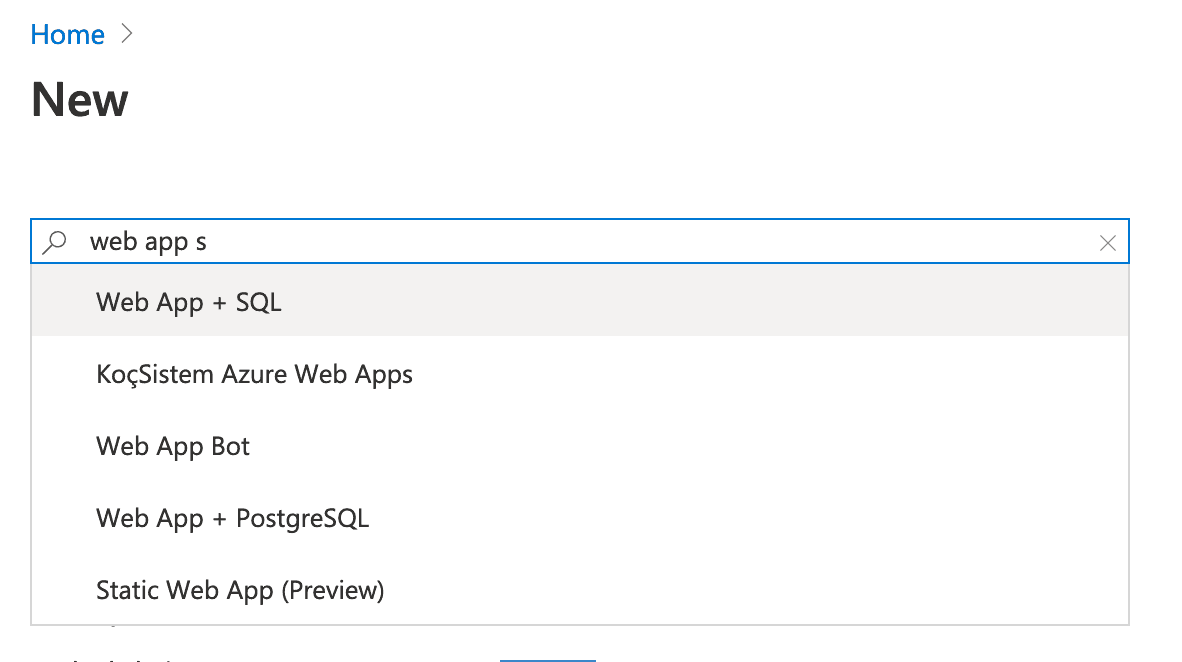 Home
New
web app s
Web App + SQL
KoçSistem Azure Web Apps
Web App Bot
Web App + PostgreSQL
Static Web App (Preview)